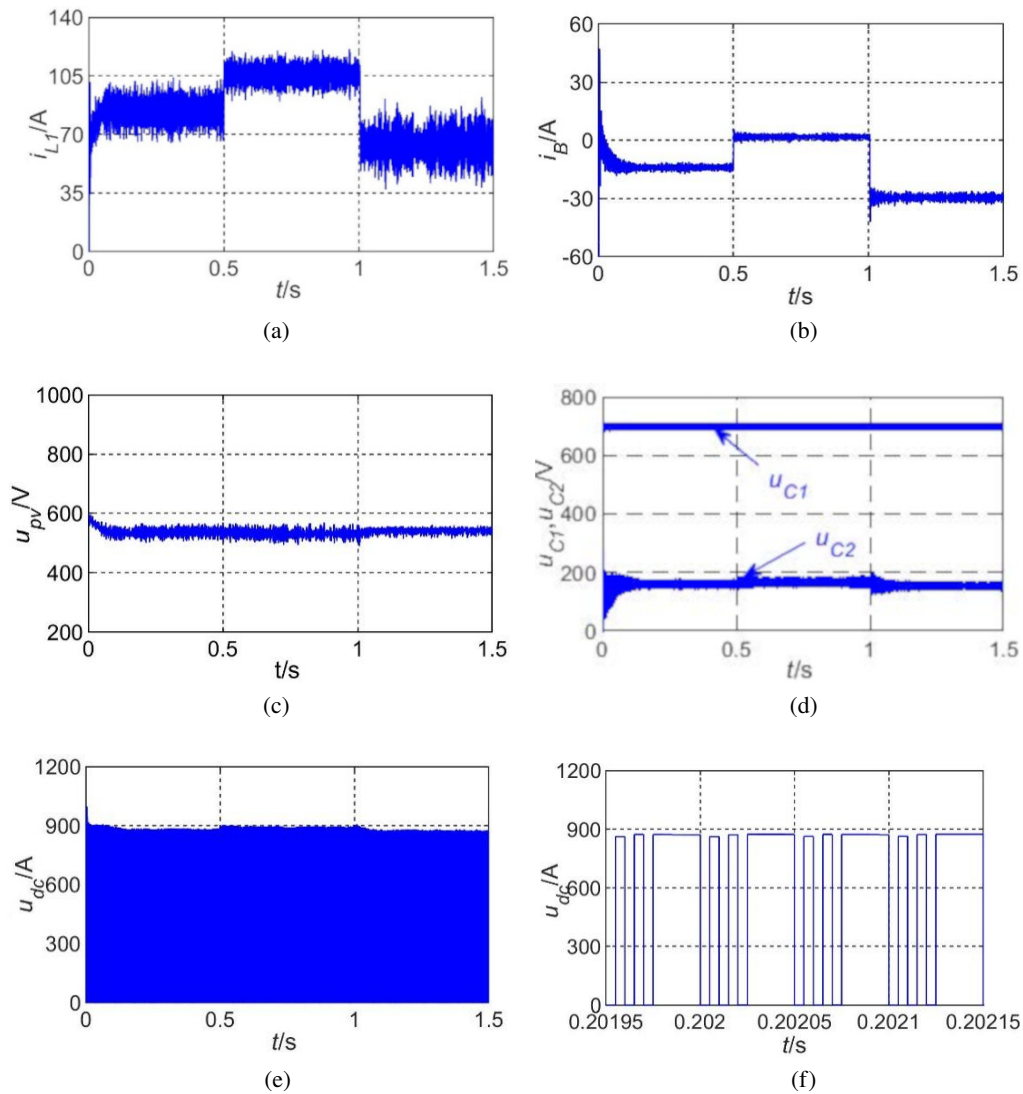 140
105
70
35
0
i_L1/A
0 0.5 1 1.5
t/s
(a)
60
30
0
-30
-60
i_B/A
0 0.5 1 1.5
t/s
(b)
1000
800
600
400
200
u_pv/V
0 0.5 1 1.5
t/s
(c)
800
600
400
200
0
u_C1, u_C2/V
u_C1
u_C2
0 0.5 1 1.5
t/s
(d)
1200
900
600
300
0
u_dc/A
0 0.5 1 1.5
t/s
(e)
1200
900
600
300
0
u_dc/A
0.20195 0.202 0.20205 0.2021 0.20215
t/s
(f)